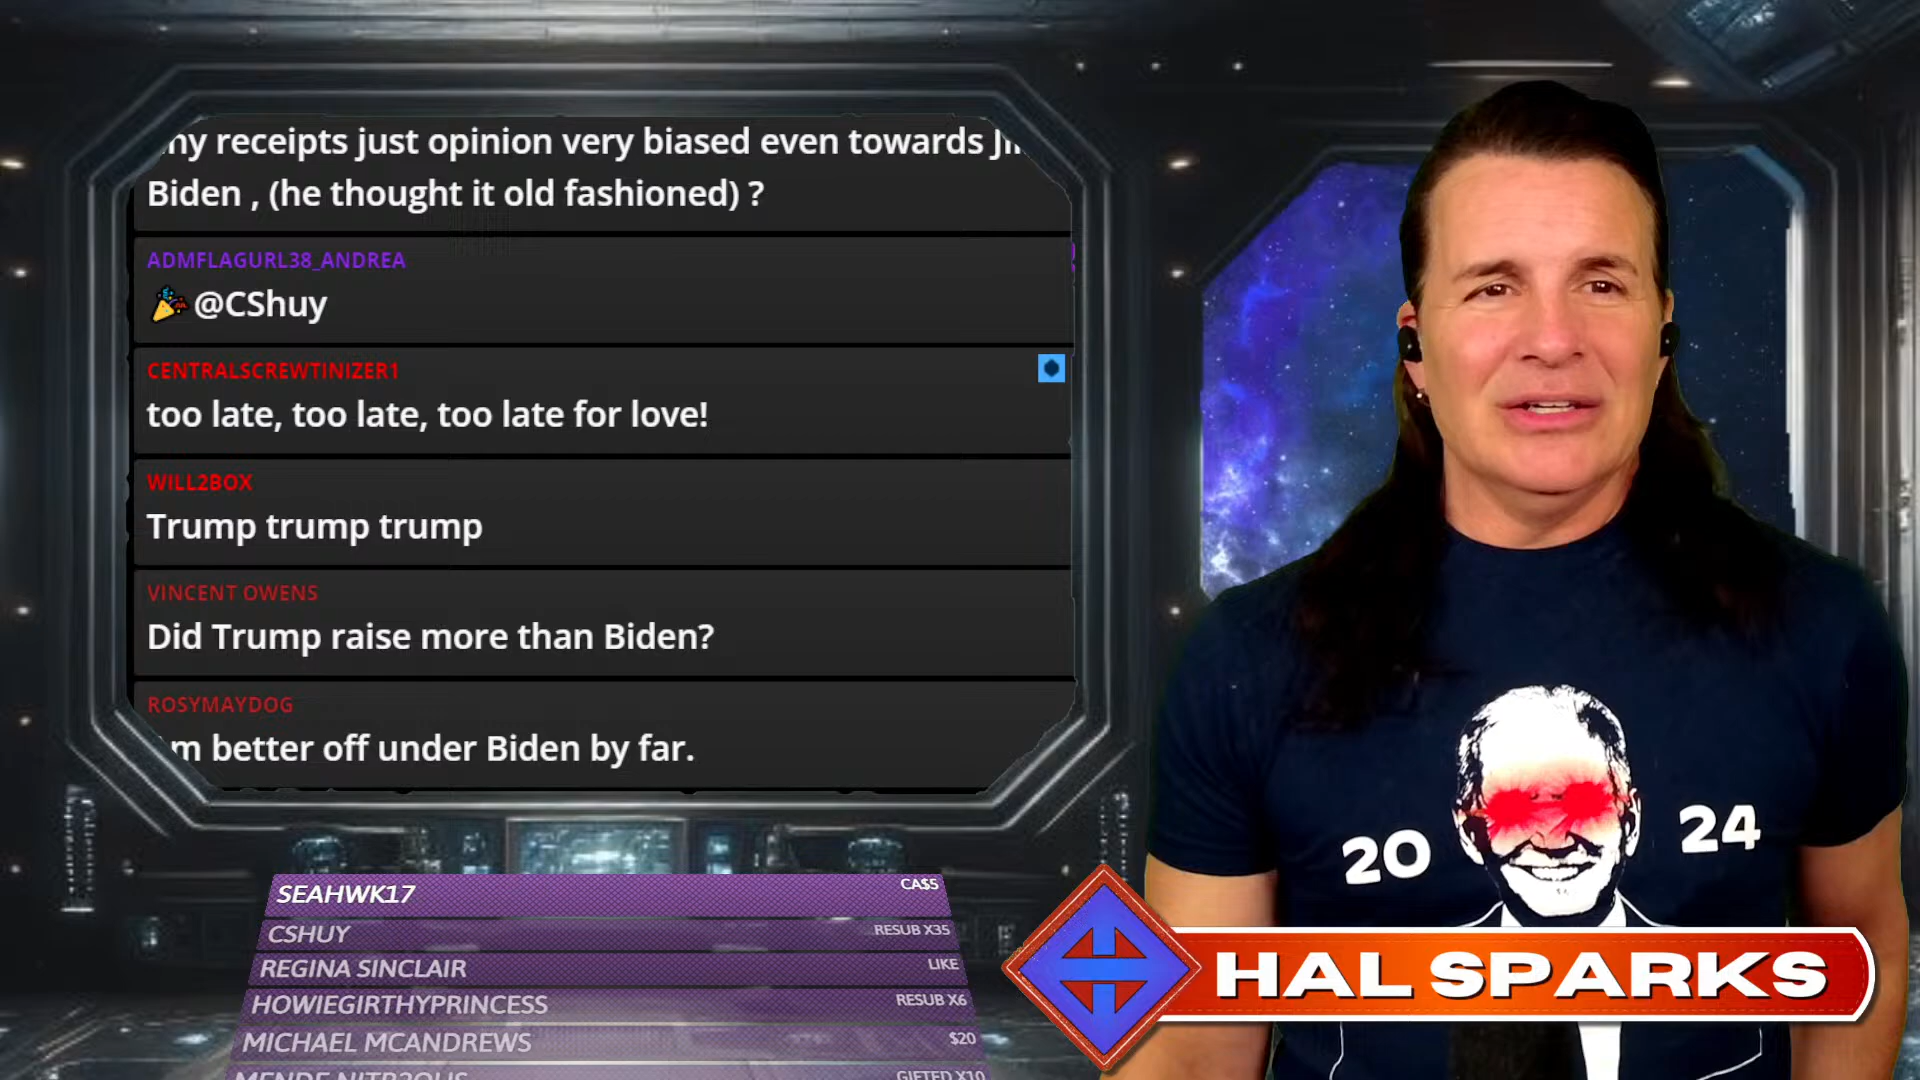 ny receipts just opinion very biased even towards
Biden , (he thought it old fashioned) ?
ADMFLAGURL38_ANDREA
@CShuy
CENTRALSCREWTINIZER1
too late, too late, too late for love!
WILL2BOX
Trump trump trump
VINCENT OWENS
Did Trump raise more than Biden?
ROSYMAYDOG
m better off under Biden by far.
SEAHWK17 CA$5
CSHUY RESUB X35
REGINA SINCLAIR LIKE
HOWIEGIRTHYPRINCESS RESUB X6
MICHAEL MCANDREWS $20
GIFTED X10
20 24
HAL SPARKS